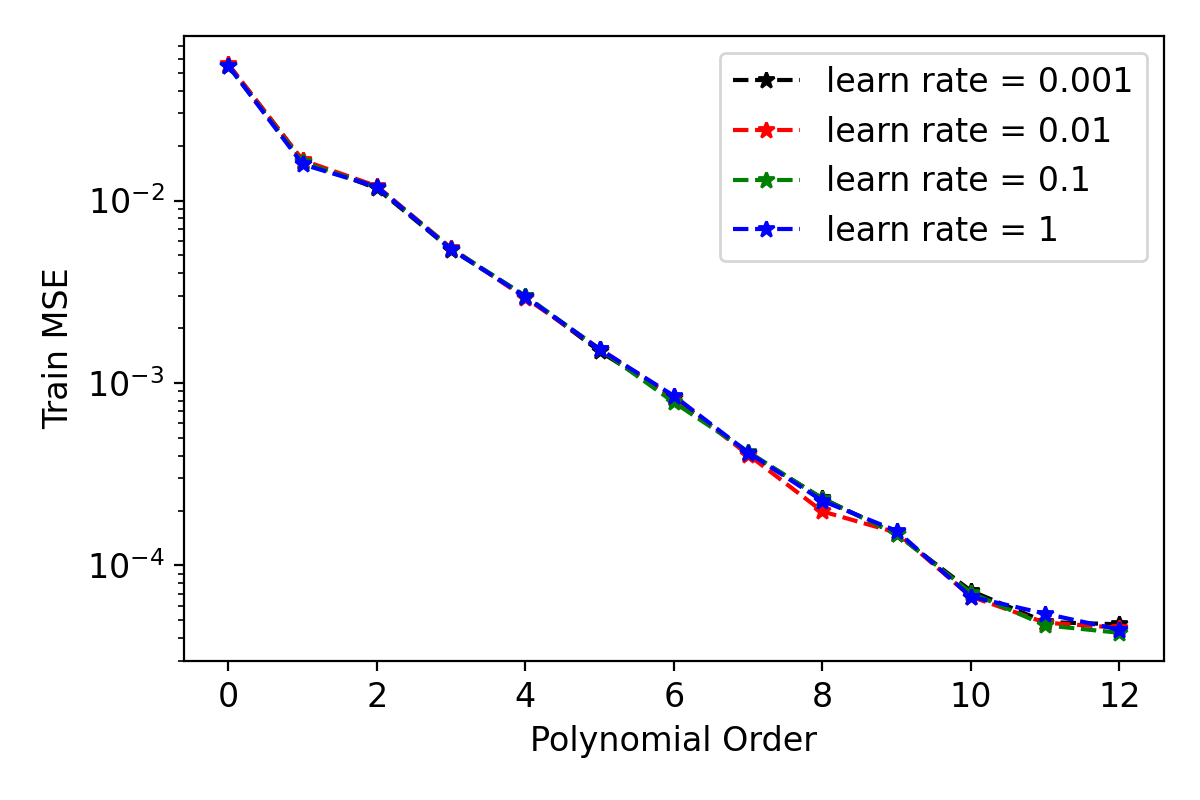 learn rate = 0.001
learn rate = 0.01
learn rate = 0.1
learn rate = 1
Train MSE
10⁻²
10⁻³
10⁻⁴
0 2 4 6 8 10 12
Polynomial Order